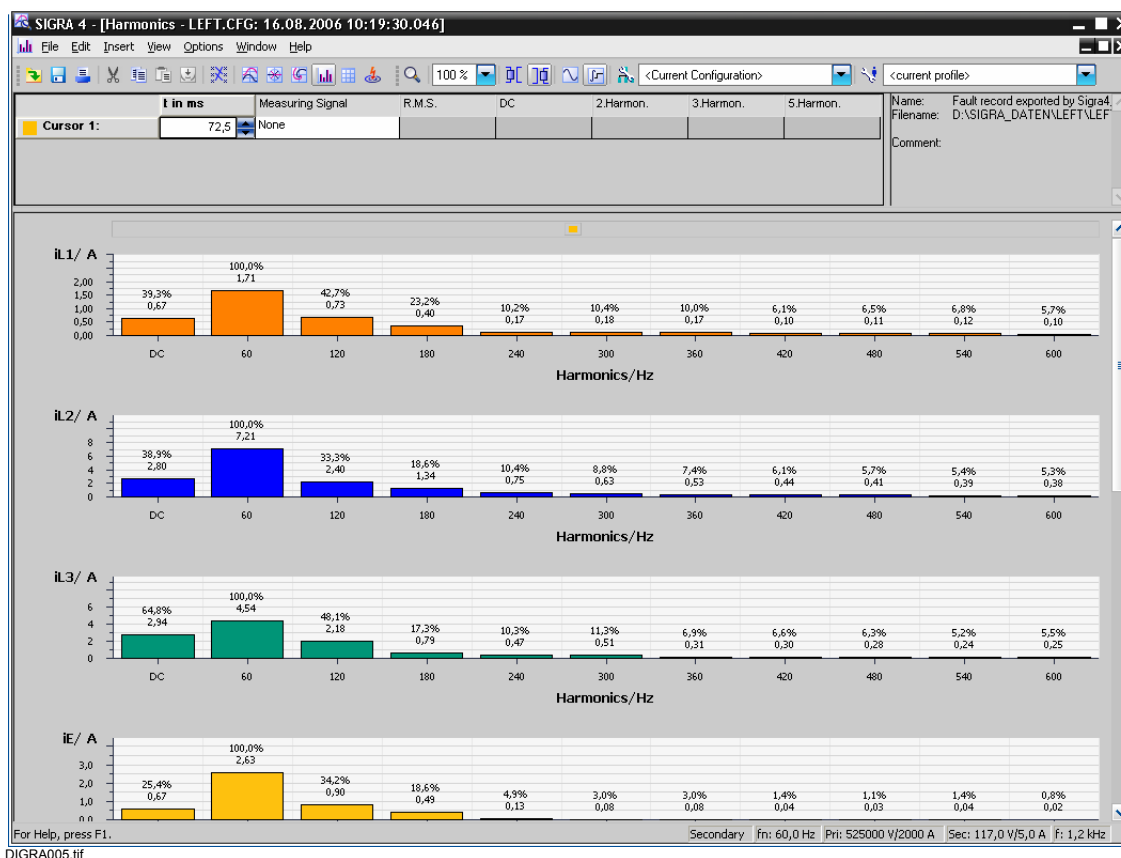 SIGRA 4 - [Harmonics - LEFT.CFG: 16.08.2006 10:19:30.046]
File Edit Insert View Options Window Help
100 % <Current Configuration> <current profile>
t in ms Measuring Signal R.M.S. DC 2.Harmon. 3.Harmon. 5.Harmon.
Cursor 1: 72,5 None
Name: Fault record exported by Sigra4
Filename: D:\SIGRA_DATEN\LEFT\LEF
Comment:
iL1/ A
100,0%
1,71
39,3% 42,7% 23,2% 10,2% 10,4% 10,0% 6,1% 6,5% 6,8% 5,7%
0,67 0,73 0,40 0,17 0,18 0,17 0,10 0,11 0,12 0,10
2,00
1,50
1,00
0,50
0,00
DC 60 120 180 240 300 360 420 480 540 600
Harmonics/Hz
iL2/ A
100,0%
7,21
38,9% 33,3% 18,6% 10,4% 8,8% 7,4% 6,1% 5,7% 5,4% 5,3%
2,80 2,40 1,34 0,75 0,63 0,53 0,44 0,41 0,39 0,38
8
6
4
2
0
DC 60 120 180 240 300 360 420 480 540 600
Harmonics/Hz
iL3/ A
100,0%
4,54
64,8% 48,1% 17,3% 10,3% 11,3% 6,9% 6,6% 6,3% 5,2% 5,5%
2,94 2,18 0,79 0,47 0,51 0,31 0,30 0,28 0,24 0,25
6
4
2
0
DC 60 120 180 240 300 360 420 480 540 600
Harmonics/Hz
iE/ A
100,0%
2,63
25,4% 34,2% 18,6% 4,9% 3,0% 3,0% 1,4% 1,1% 1,4% 0,8%
0,67 0,90 0,49 0,13 0,08 0,08 0,04 0,03 0,04 0,02
3,0
2,0
1,0
0,0
For Help, press F1. Secondary fn: 60,0 Hz Pri: 525000 V/2000 A Sec: 117,0 V/5,0 A f: 1,2 kHz
DIGRA005.tif